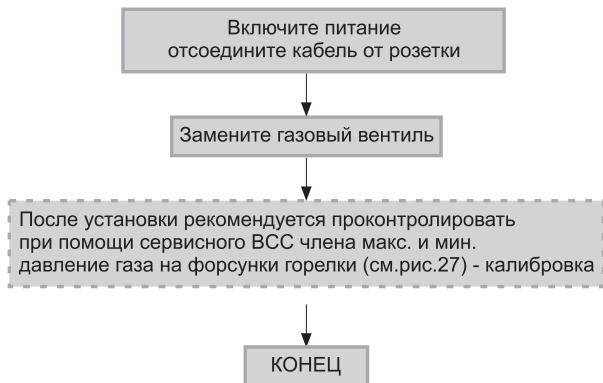 Включите питание
отсоедините кабель от розетки
Замените газовый вентиль
После установки рекомендуется проконтролировать
при помощи сервисного ВСС члена макс. и мин.
давление газа на форсунки горелки (см.рис.27) - калибровка
КОНЕЦ